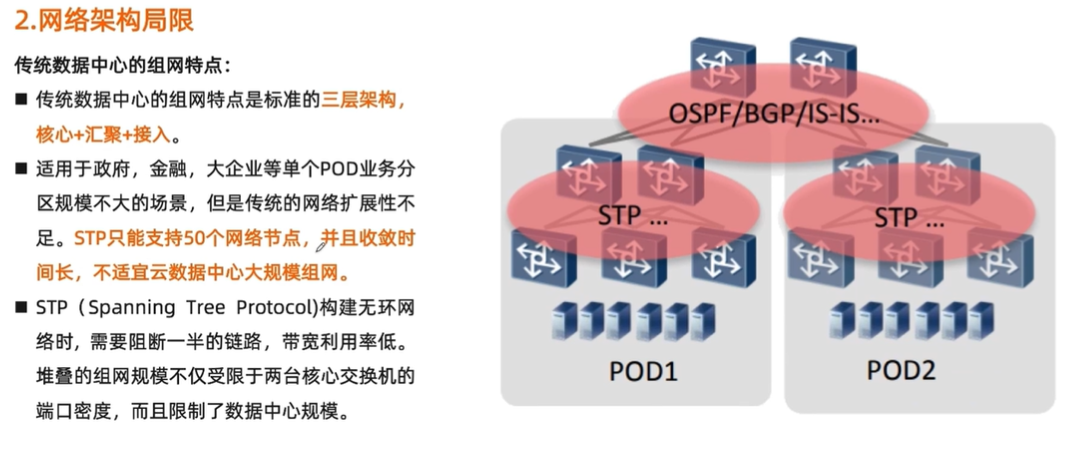 2.网络架构局限
传统数据中心的组网特点：
■ 传统数据中心的组网特点是标准的三层架构，
核心+汇聚+接入。
■ 适用于政府，金融，大企业等单个POD业务分
区规模不大的场景，但是传统的网络扩展性不
足。STP只能支持50个网络节点，并且收敛时
间长，不适宜云数据中心大规模组网。
■ STP（Spanning Tree Protocol)构建无环网
络时，需要阻断一半的链路，带宽利用率低。
堆叠的组网规模不仅受限于两台核心交换机的
端口密度，而且限制了数据中心规模。
OSPF/BGP/IS-IS...
STP ...
STP ...
POD1
POD2